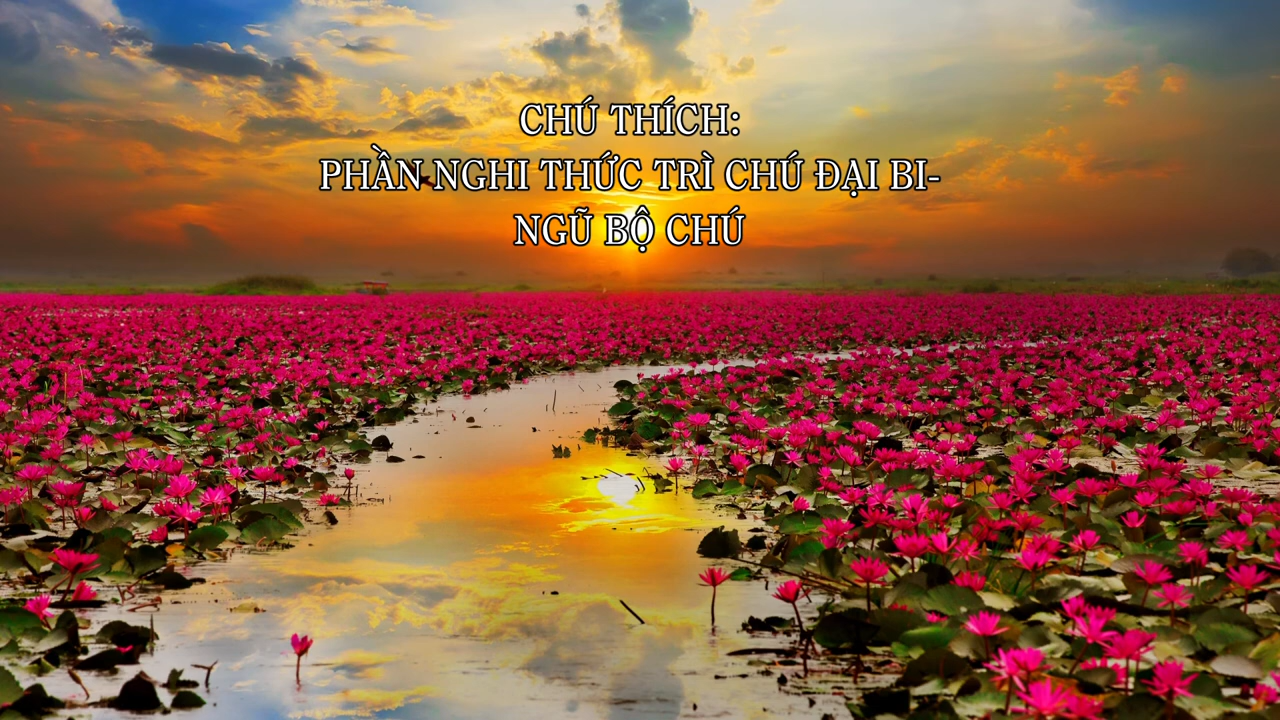 CHÚ THÍCH:
PHẦN NGHI THỨC TRÌ CHÚ ĐẠI BI-
NGŨ BỘ CHÚ